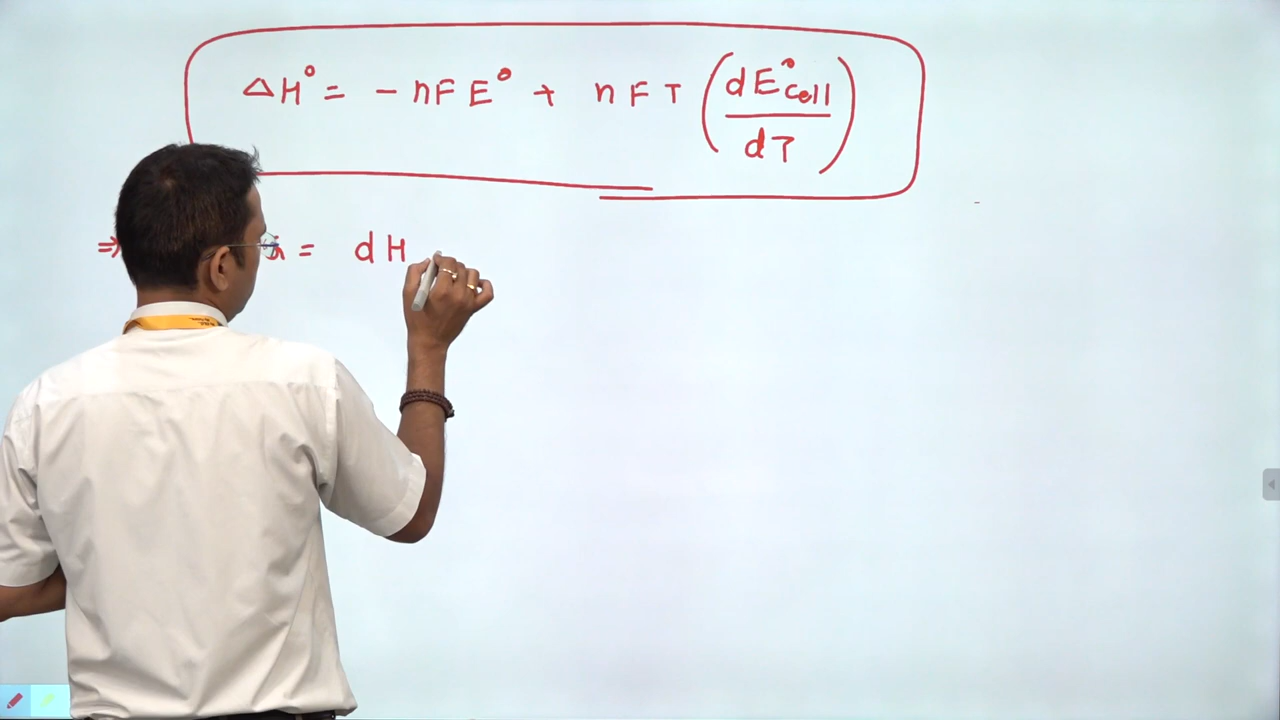 ΔH° = - nFE° + nFT (dE°cell / dT)
⇒ = dH